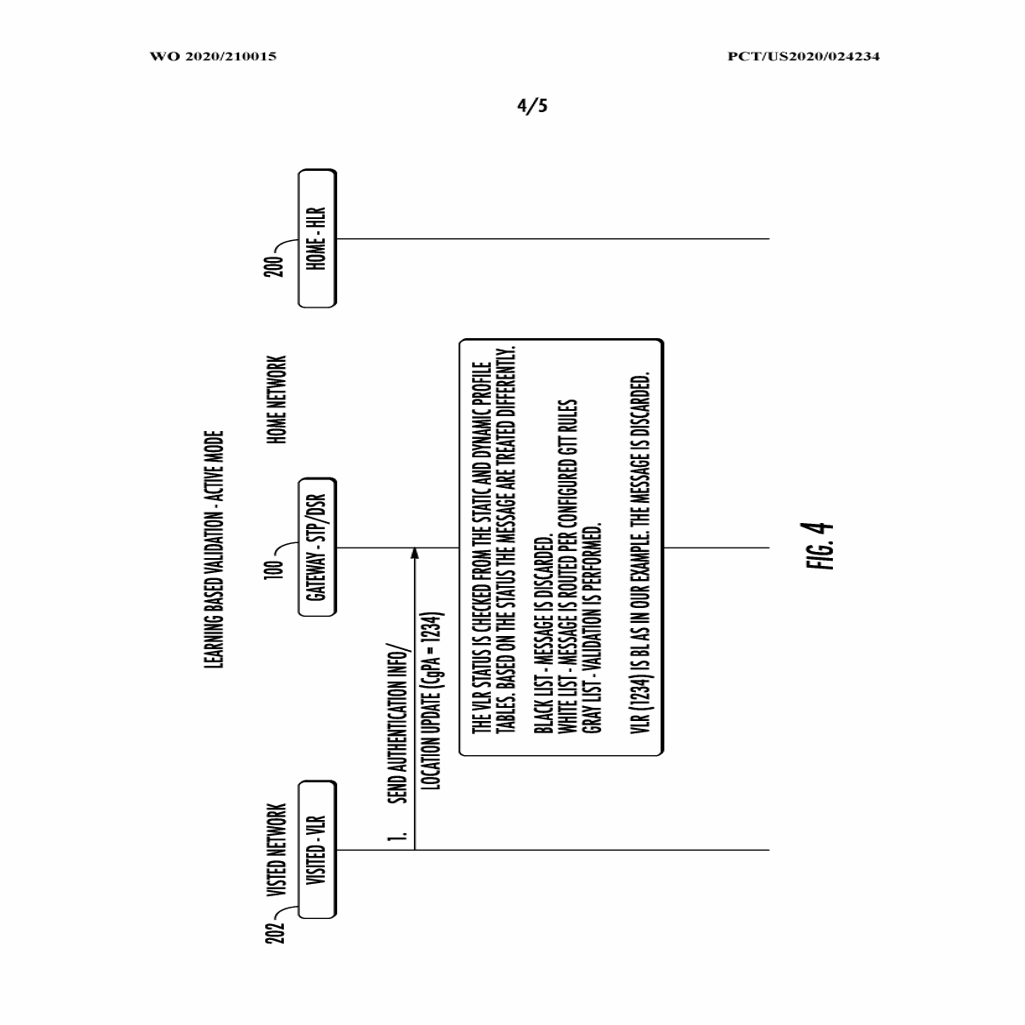 WO 2020/210015
PCT/US2020/024234
4/5
LEARNING BASED VALIDATION - ACTIVE MODE
VISTED NETWORK
HOME NETWORK
202
100
200
VISITED - VLR
GATEWAY - STP/DSR
HOME - HLR
1. SEND AUTHENTICATION INFO/
LOCATION UPDATE (CgPA = 1234)
THE VLR STATUS IS CHECKED FROM THE STATIC AND DYNAMIC PROFILE
TABLES. BASED ON THE STATUS THE MESSAGE ARE TREATED DIFFERENTLY.
BLACK LIST - MESSAGE IS DISCARDED.
WHITE LIST - MESSAGE IS ROUTED PER CONFIGURED GTT RULES
GRAY LIST - VALIDATION IS PERFORMED.
VLR (1234) IS BL AS IN OUR EXAMPLE. THE MESSAGE IS DISCARDED.
FIG. 4